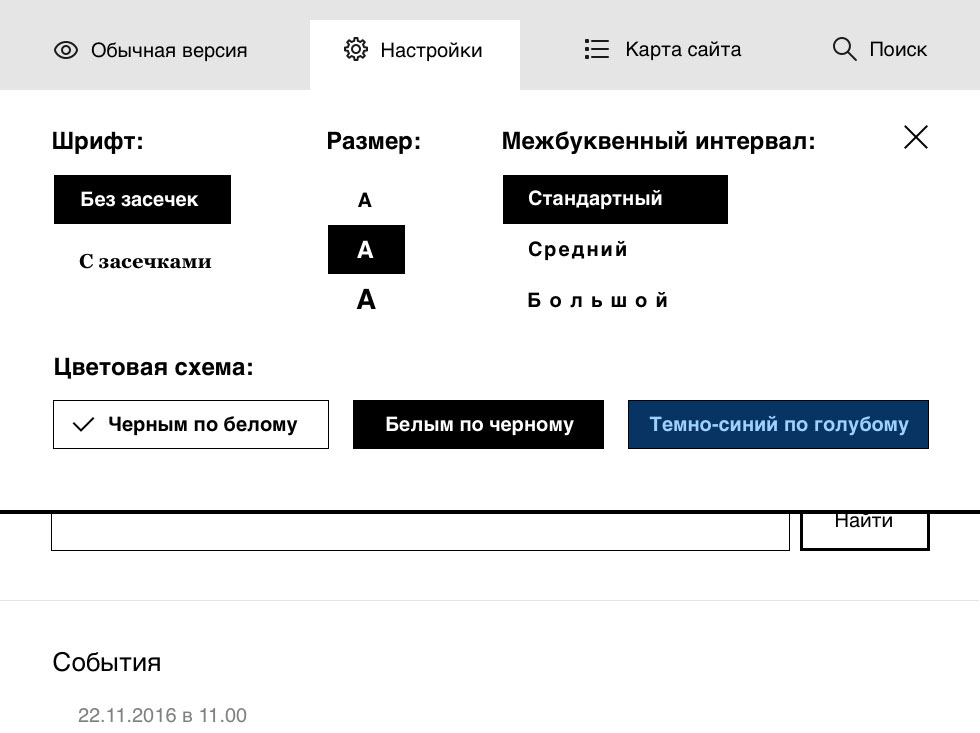 Обычная версия
Настройки
Карта сайта
Поиск
Шрифт:
Размер:
Межбуквенный интервал:
Без засечек
А
Стандартный
С засечками
А
Средний
А
Большой
Цветовая схема:
Черным по белому
Белым по черному
Темно-синий по голубому
Найти
События
22.11.2016 в 11.00